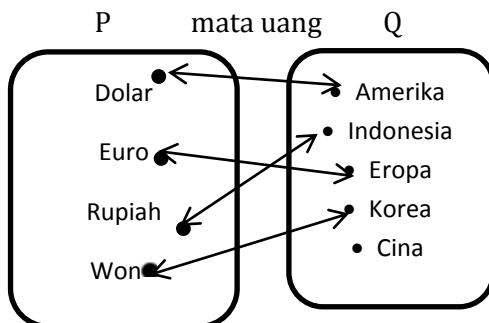 P mata uang Q
Dolar
Euro
Rupiah
Won
Amerika
Indonesia
Eropa
Korea
Cina